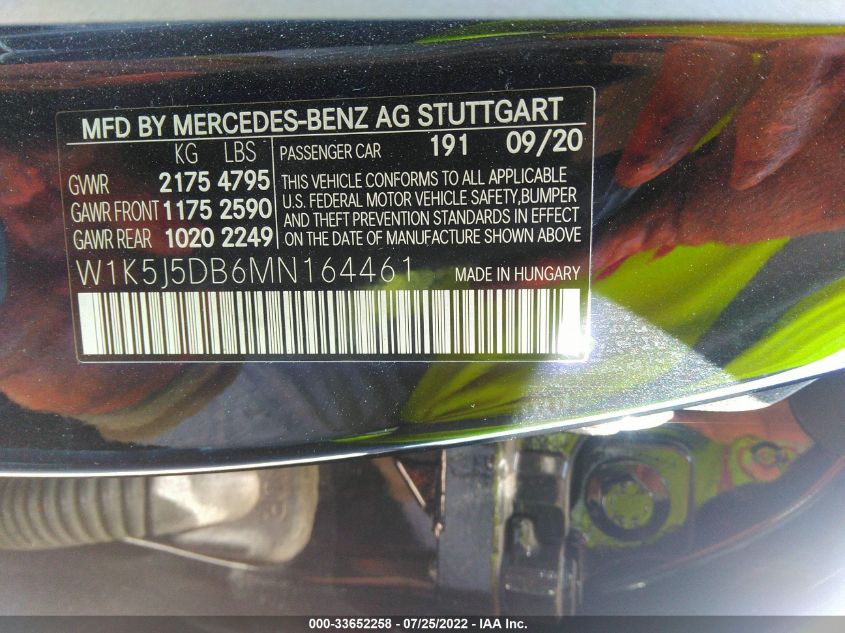 MFD BY MERCEDES-BENZ AG STUTTGART
KG LBS
PASSENGER CAR 191 09/20
GVWR 2175 4795
GAWR FRONT 1175 2590
GAWR REAR 1020 2249
THIS VEHICLE CONFORMS TO ALL APPLICABLE
U.S. FEDERAL MOTOR VEHICLE SAFETY,BUMPER
AND THEFT PREVENTION STANDARDS IN EFFECT
ON THE DATE OF MANUFACTURE SHOWN ABOVE
W1K5J5DB6MN164461
MADE IN HUNGARY
000-33652258 - 07/25/2022 - IAA Inc.